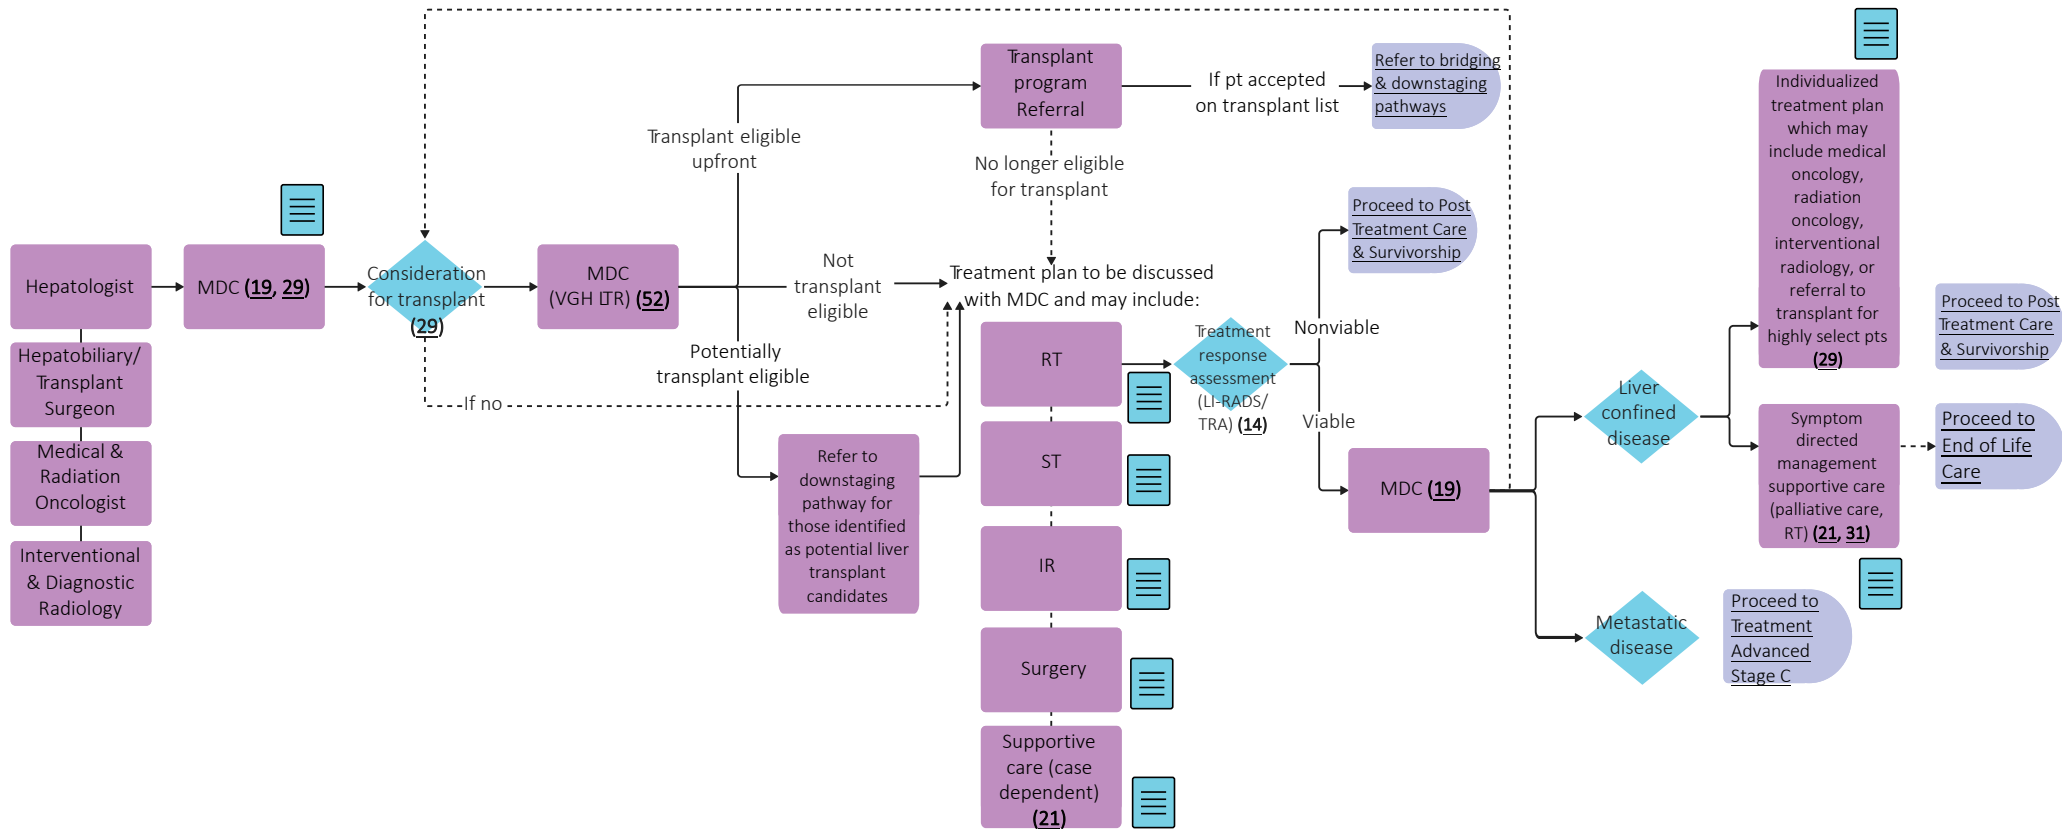 Hepatologist
Hepatobiliary/
Transplant
Surgeon
Medical &
Radiation
Oncologist
Interventional
& Diagnostic
Radiology
MDC (19, 29)
Consideration
for transplant
(29)
If no
MDC
(VGH LTR) (52)
Transplant eligible
upfront
Not
transplant
eligible
Potentially
transplant eligible
Refer to
downstaging
pathway for
those identified
as potential liver
transplant
candidates
Transplant
program
Referral
If pt accepted
on transplant list
Refer to bridging
& downstaging
pathways
No longer eligible
for transplant
Treatment plan to be discussed
with MDC and may include:
RT
ST
IR
Surgery
Supportive
care (case
dependent)
(21)
Treatment
response
assessment
(LI-RADS/
TRA) (14)
Nonviable
Viable
Proceed to Post
Treatment Care
& Survivorship
MDC (19)
Liver
confined
disease
Metastatic
disease
Individualized
treatment plan
which may
include medical
oncology,
radiation
oncology,
interventional
radiology, or
referral to
transplant for
highly select pts
(29)
Proceed to Post
Treatment Care
& Survivorship
Symptom
directed
management
supportive care
(palliative care,
RT) (21, 31)
Proceed to
End of Life
Care
Proceed to
Treatment
Advanced
Stage C